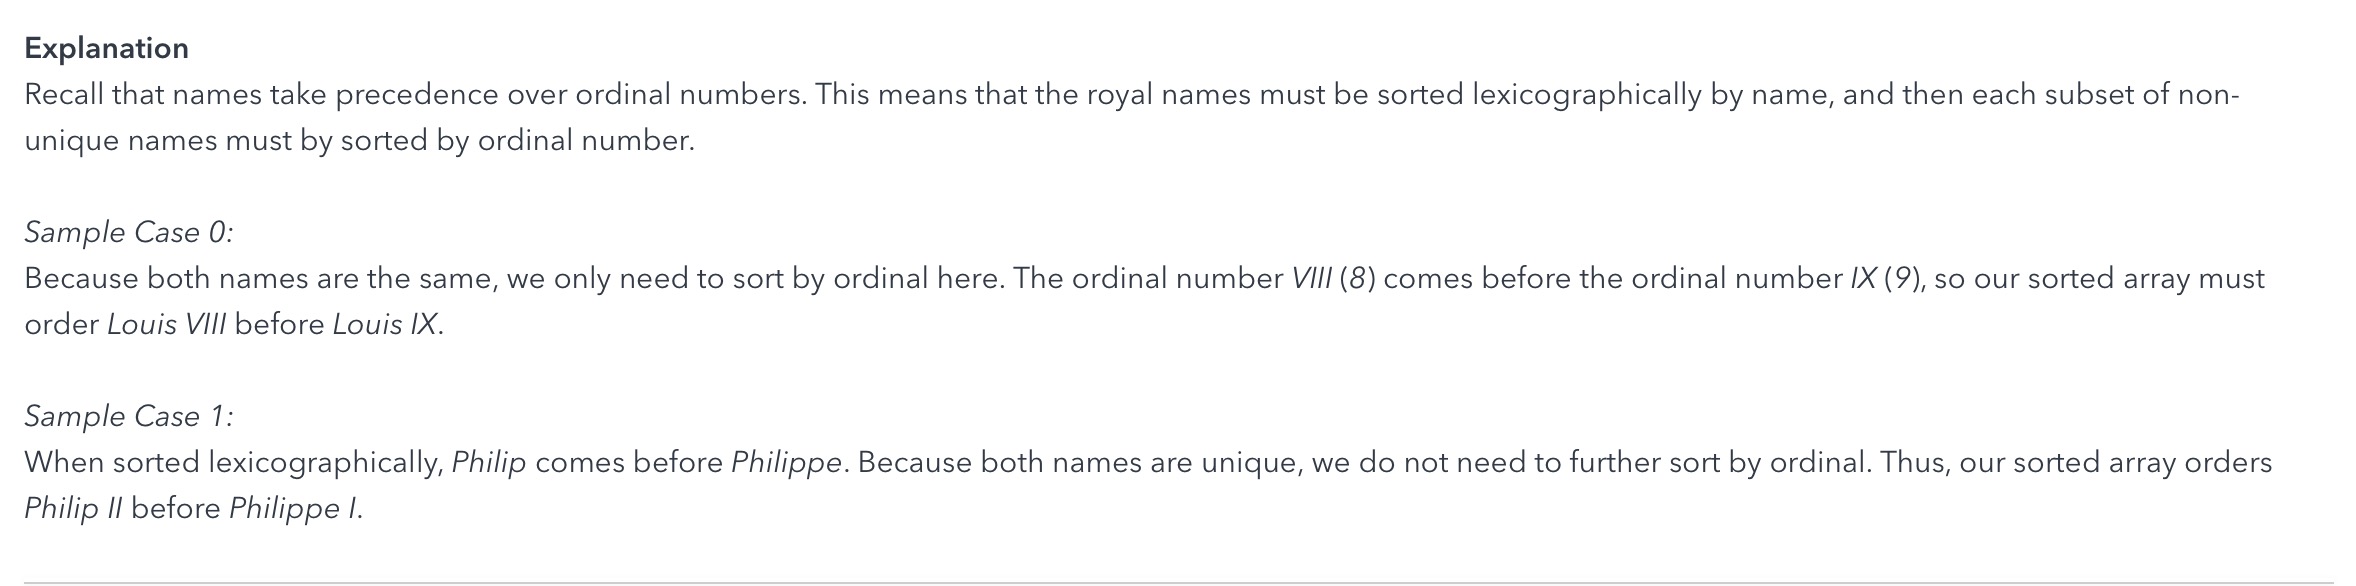 Explanation
Recall that names take precedence over ordinal numbers. This means that the royal names must be sorted lexicographically by name, and then each subset of non-
unique names must by sorted by ordinal number.
Sample Case 0:
Because both names are the same, we only need to sort by ordinal here. The ordinal number VIII (8) comes before the ordinal number IX (9), so our sorted array must
order Louis VIII before Louis IX.
Sample Case 1:
When sorted lexicographically, Philip comes before Philippe. Because both names are unique, we do not need to further sort by ordinal. Thus, our sorted array orders
Philip II before Philippe I.